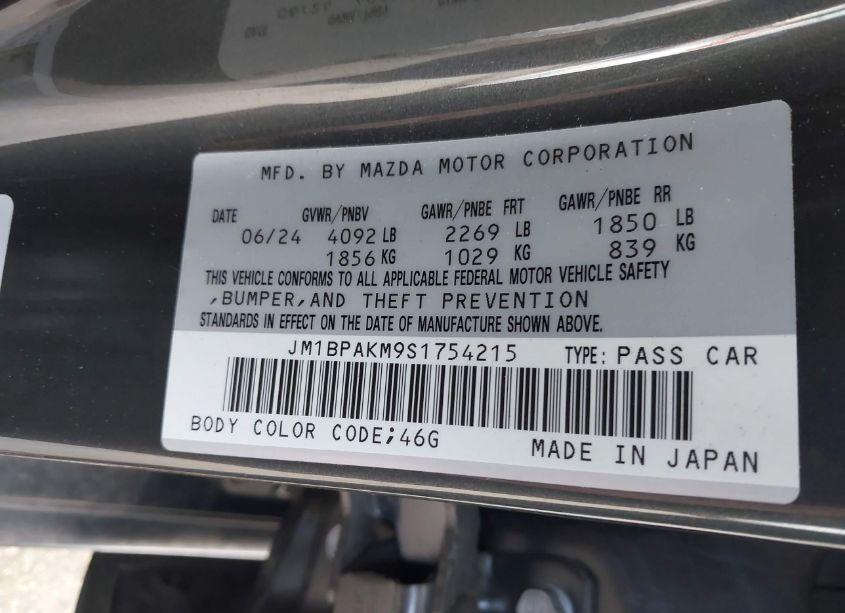 MFD. BY MAZDA MOTOR CORPORATION
DATE GVWR/PNBV GAWR/PNBE FRT GAWR/PNBE RR
06/24 4092 LB 2269 LB 1850 LB
1856 KG 1029 KG 839 KG
THIS VEHICLE CONFORMS TO ALL APPLICABLE FEDERAL MOTOR VEHICLE SAFETY
,BUMPER,AND THEFT PREVENTION
STANDARDS IN EFFECT ON THE DATE OF MANUFACTURE SHOWN ABOVE.
JM1BPAKM9S1754215 TYPE: PASS CAR
BODY COLOR CODE;46G MADE IN JAPAN